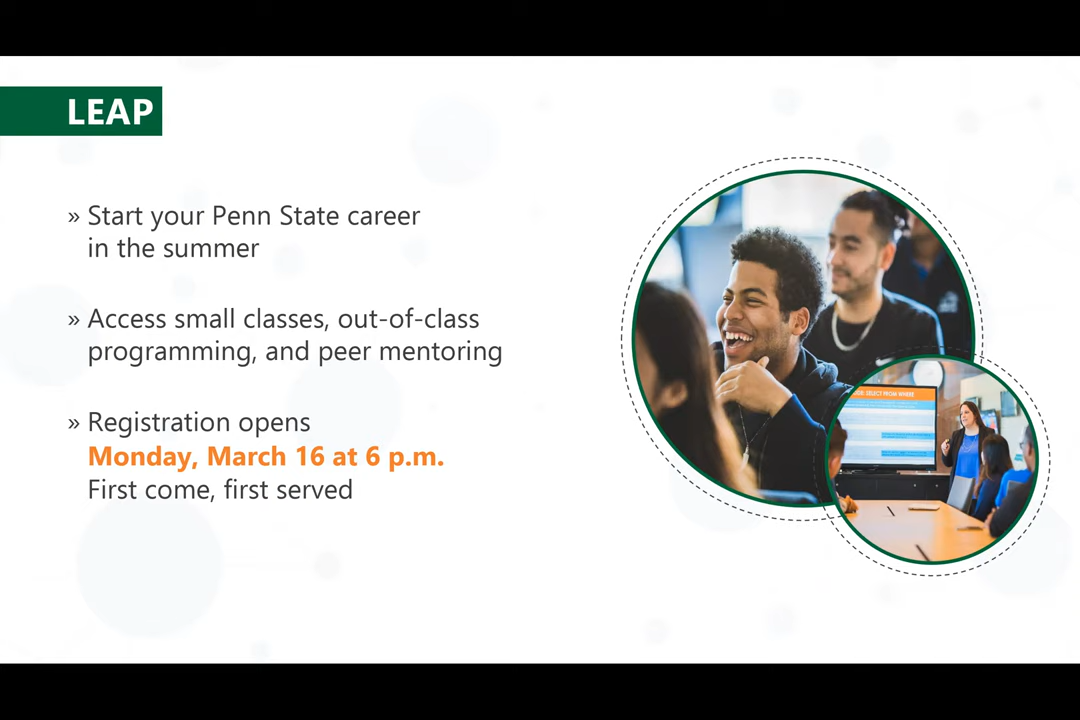 LEAP
» Start your Penn State career
in the summer
» Access small classes, out-of-class
programming, and peer mentoring
» Registration opens
Monday, March 16 at 6 p.m.
First come, first served